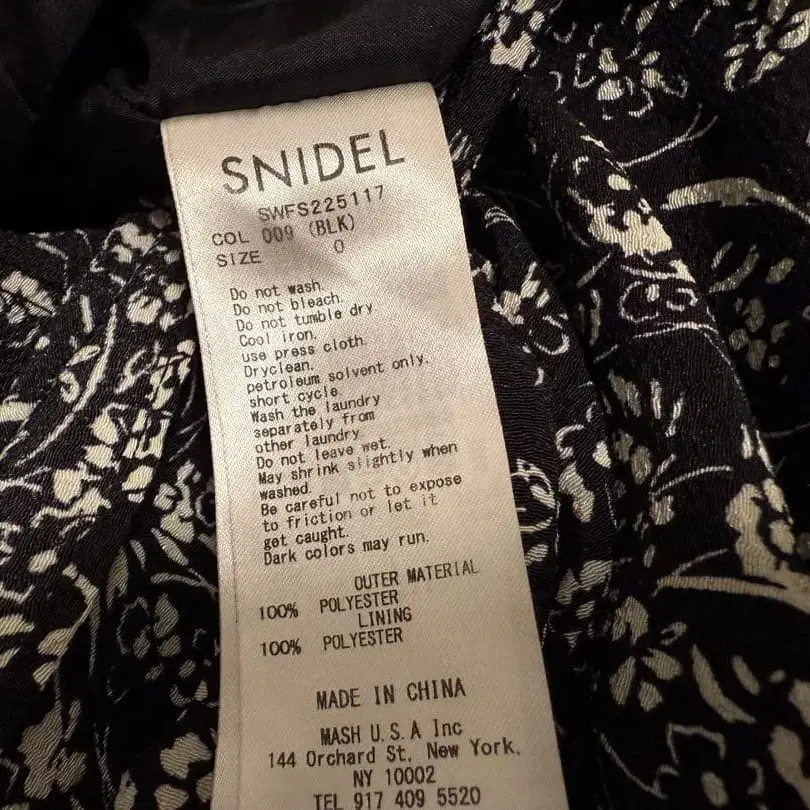 SNIDEL
SWFS225117
COL 009 (BLK)
SIZE 0
Do not wash.
Do not bleach.
Do not tumble dry.
Cool iron.
use press cloth.
Dryclean.
petroleum solvent only.
short cycle.
Wash the laundry
separately from
other laundry.
Do not leave wet.
May shrink slightly when
washed.
Be careful not to expose
to friction or let it
get caught.
Dark colors may run.
OUTER MATERIAL
100% POLYESTER
LINING
100% POLYESTER
MADE IN CHINA
MASH U.S.A Inc
144 Orchard St, New York,
NY 10002
TEL 917 409 5520